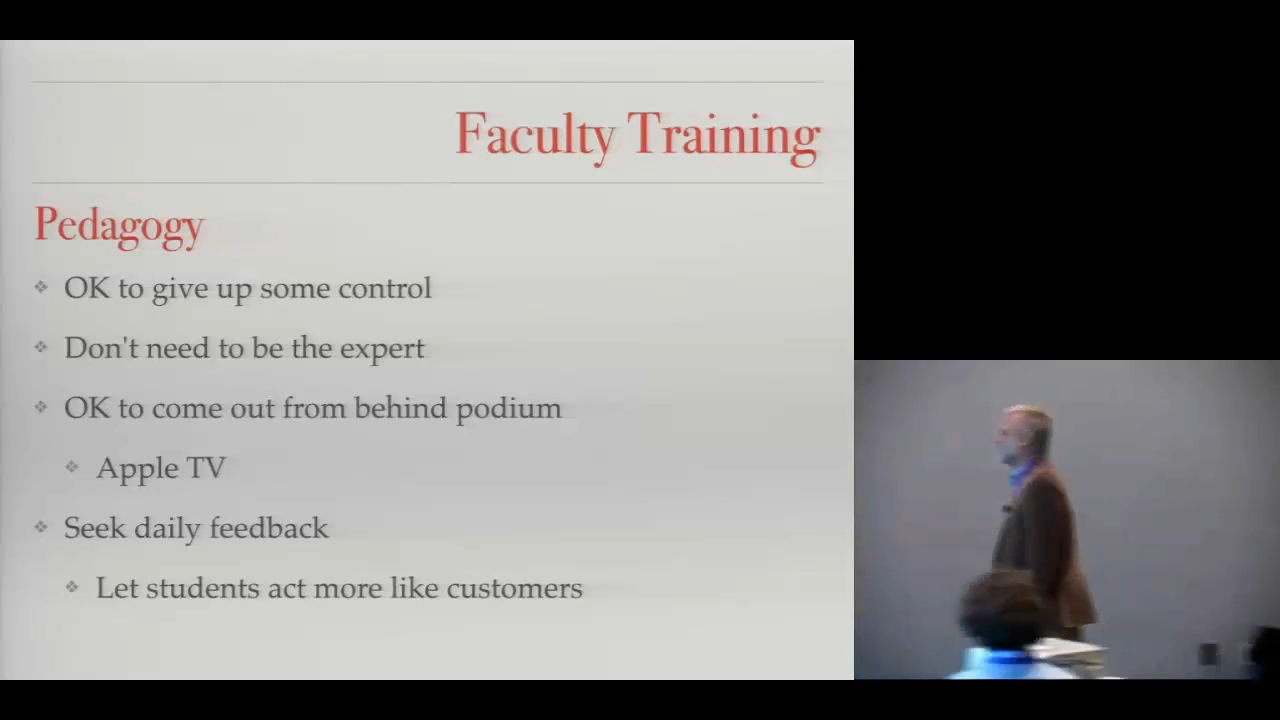 Faculty Training
Pedagogy
OK to give up some control
Don't need to be the expert
OK to come out from behind podium
Apple TV
Seek daily feedback
Let students act more like customers